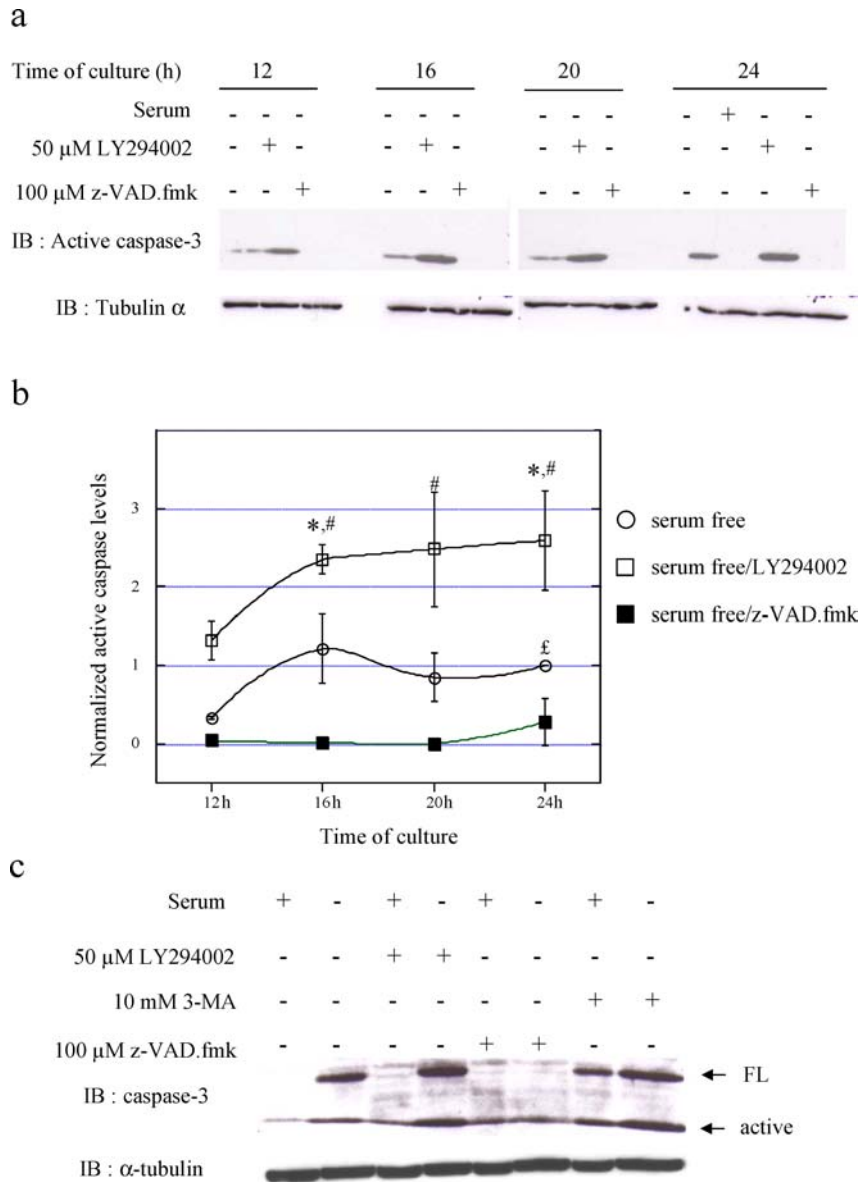 a
Time of culture (h) 12 16 20 24
Serum - - - - - - - - - - + - -
50 µM LY294002 - + - - + - - + - - - + -
100 µM z-VAD.fmk - - + - - + - - + - - - +
IB : Active caspase-3
IB : Tubulin α
b
Normalized active caspase levels
3
2
1
0
*,#
#
*,#
£
12h 16h 20h 24h
Time of culture
serum free
serum free/LY294002
serum free/z-VAD.fmk
c
Serum + - + - + - + -
50 µM LY294002 - - + + - - - -
10 mM 3-MA - - - - - - + +
100 µM z-VAD.fmk - - - - + + - -
IB : caspase-3
FL
active
IB : α-tubulin